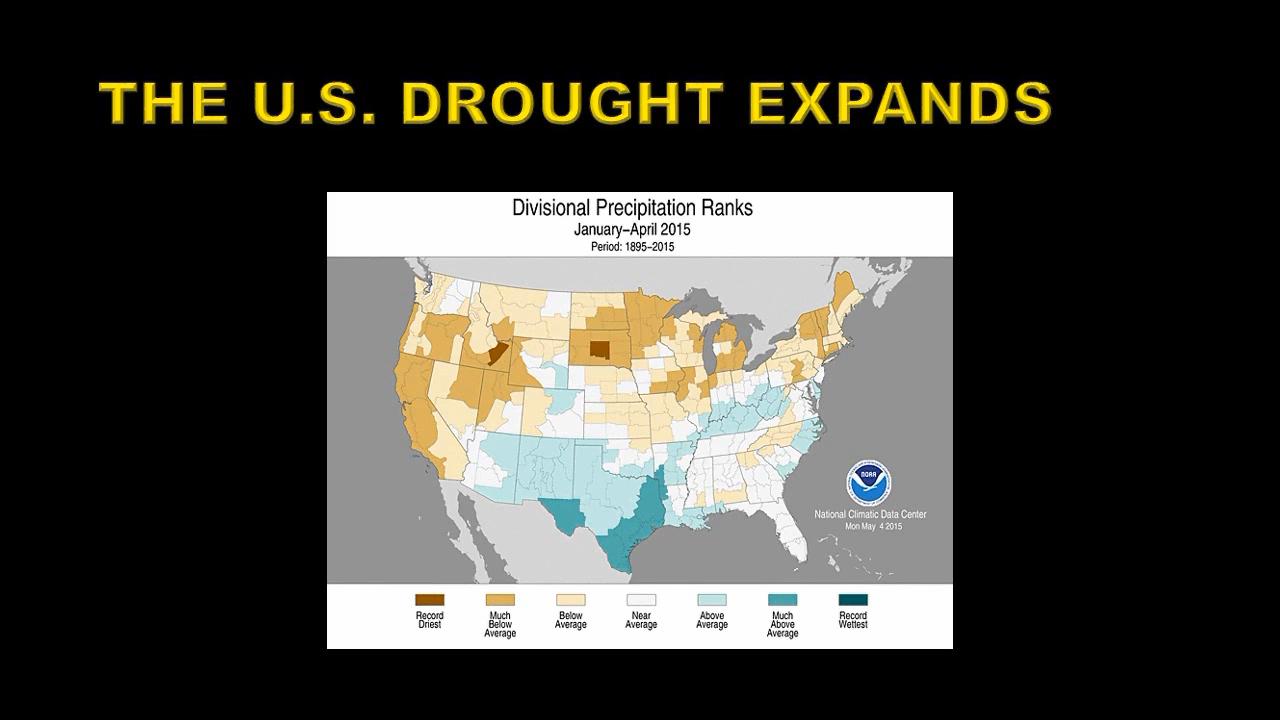 THE U.S. DROUGHT EXPANDS
Divisional Precipitation Ranks
January–April 2015
Period: 1895–2015
NOAA
National Climatic Data Center
Mon May 4 2015
Record
Driest
Much
Below
Average
Below
Average
Near
Average
Above
Average
Much
Above
Average
Record
Wettest